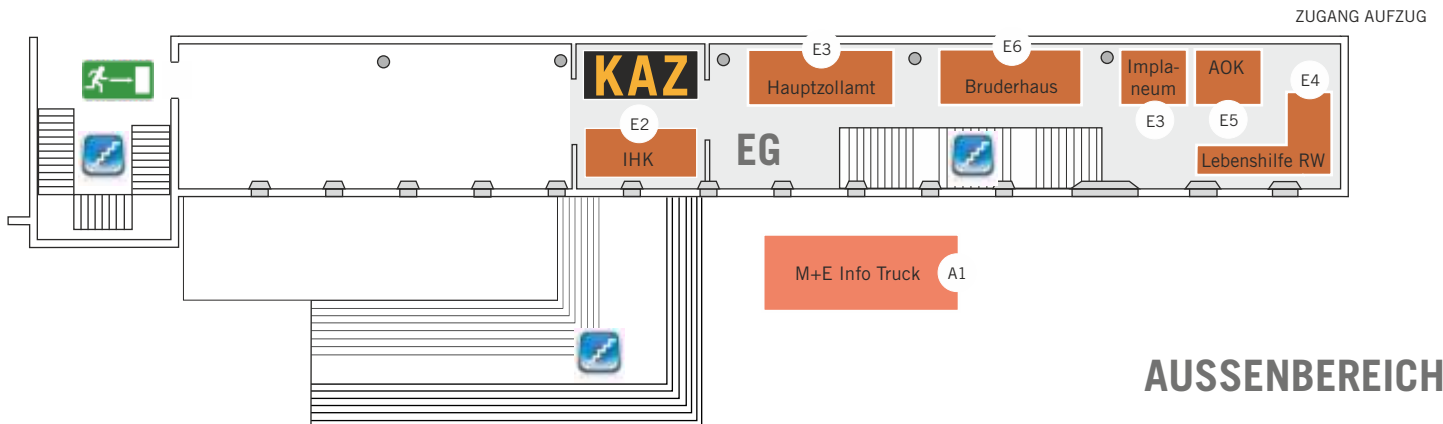 ZUGANG AUFZUG
E3
E6
KAZ
Hauptzollamt
Bruderhaus
Impla-
neum
AOK
E4
E2
IHK
EG
E3
E5
Lebenshilfe RW
M+E Info Truck
A1
AUSSENBEREICH